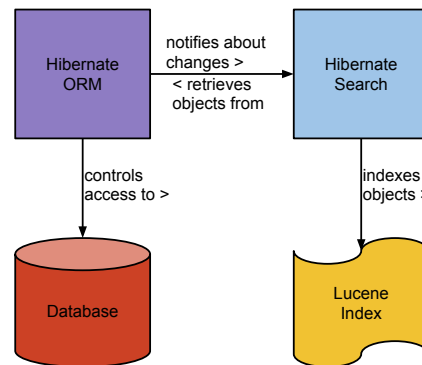 Hibernate
ORM
notifies about
changes >
< retrieves
objects from
Hibernate
Search
controls
access to >
indexes
objects >
Database
Lucene
Index